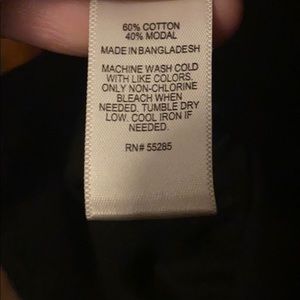 60% COTTON
40% MODAL
MADE IN BANGLADESH
MACHINE WASH COLD
WITH LIKE COLORS.
ONLY NON-CHLORINE
BLEACH WHEN
NEEDED. TUMBLE DRY
LOW. COOL IRON IF
NEEDED.
RN# 55285